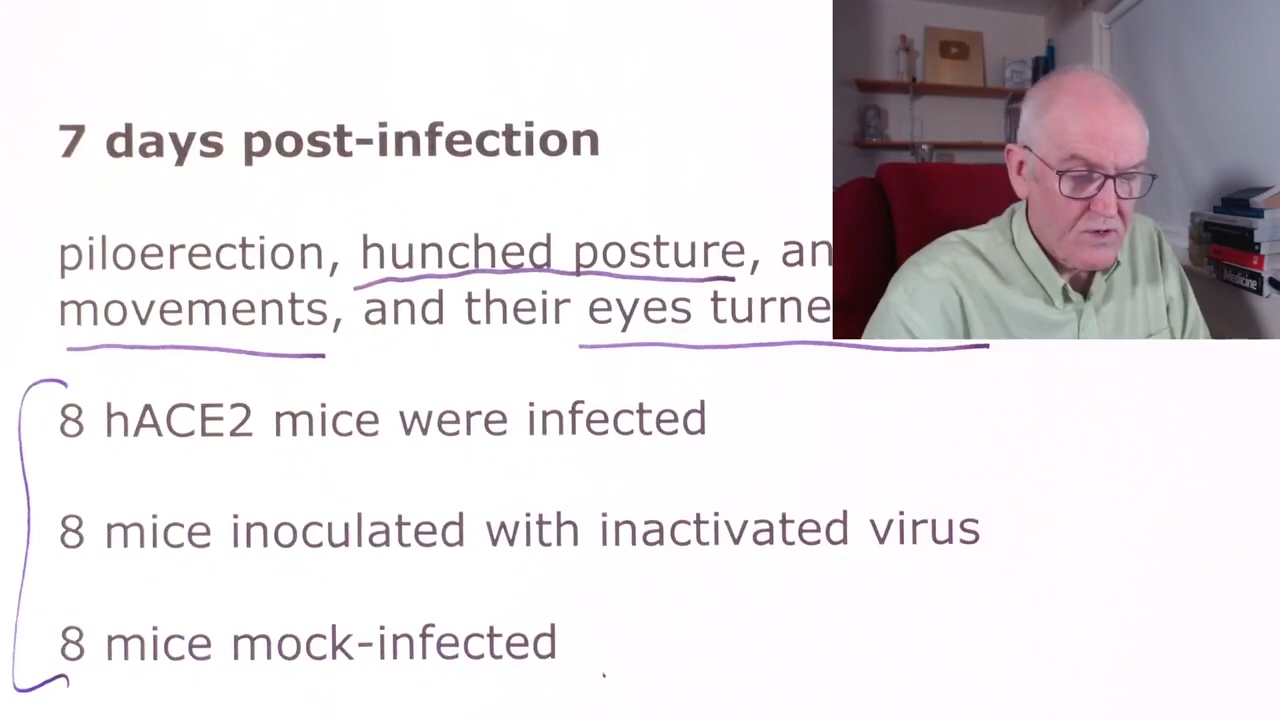 7 days post-infection
piloerection, hunched posture, an
movements, and their eyes turne
8 hACE2 mice were infected
8 mice inoculated with inactivated virus
8 mice mock-infected
Medicine